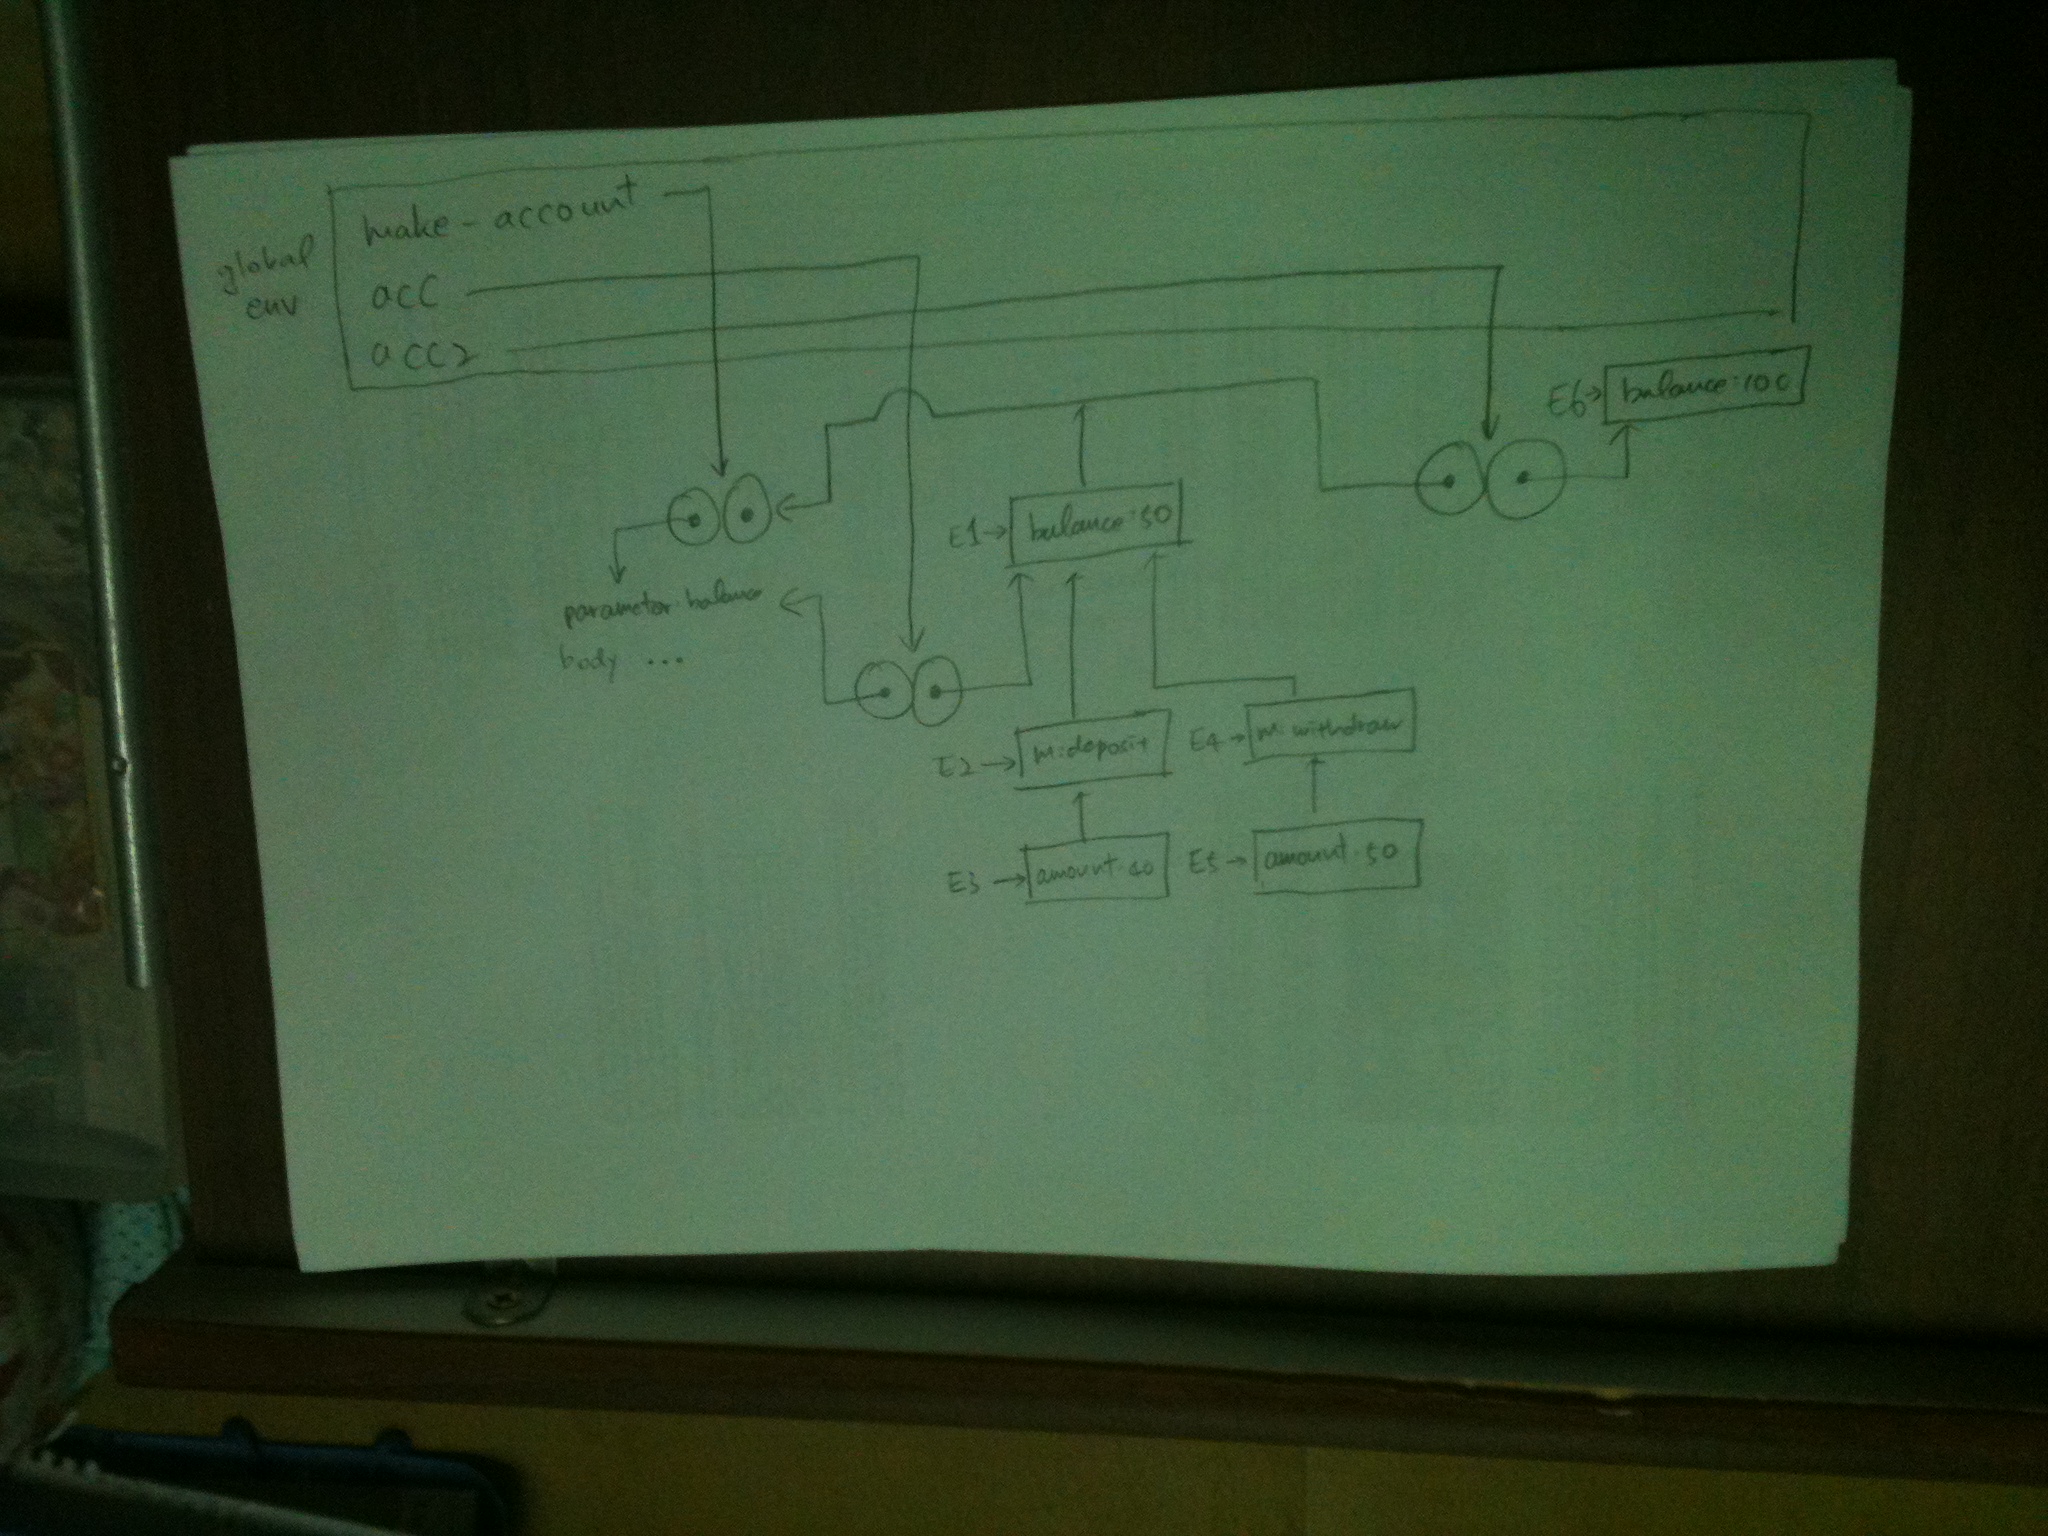 global
env
make-account
acc
acc2
parameter: balance
body ...
E1→ balance: 50
E2→ m: deposit
E3→ amount: 40
E4→ m: withdraw
E5→ amount: 50
E6→ balance: 100